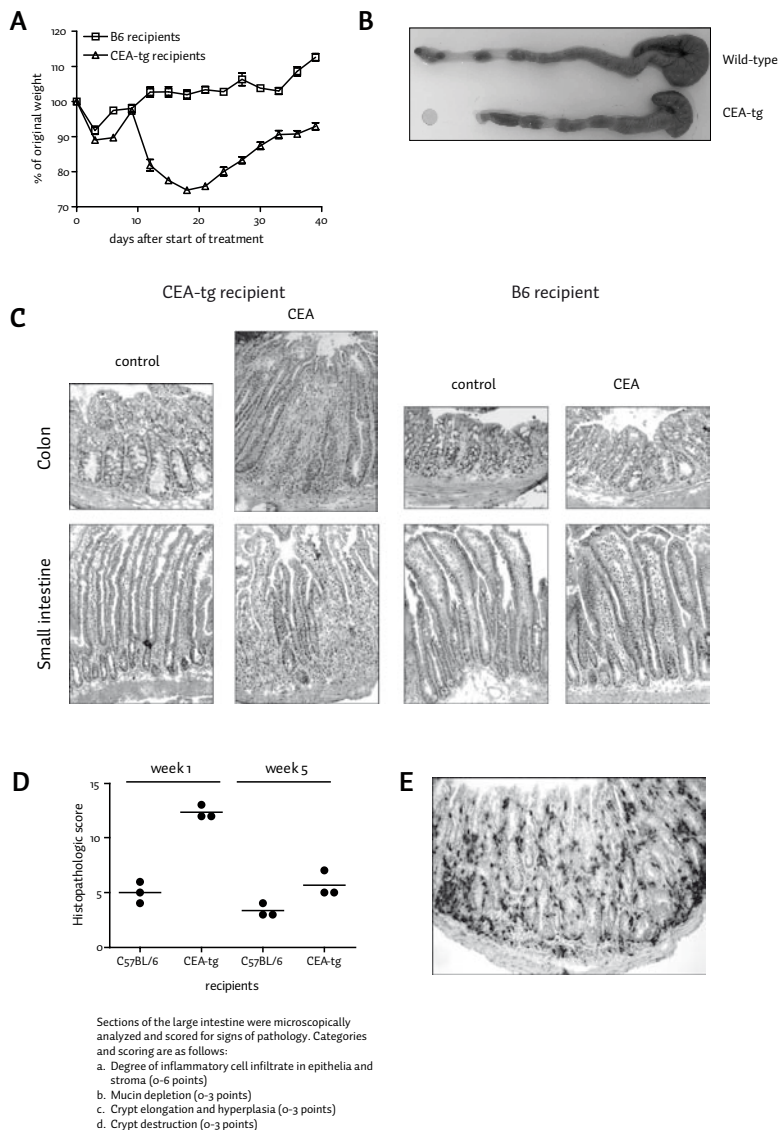 A
120
110
100
90
80
70
% of original weight
B6 recipients
CEA-tg recipients
0
10
20
30
40
days after start of treatment
B
Wild-type
CEA-tg
C
CEA-tg recipient
B6 recipient
control
CEA
control
CEA
Colon
Small intestine
D
week 1
week 5
15
10
5
0
Histopathologic score
C57BL/6
CEA-tg
C57BL/6
CEA-tg
recipients
Sections of the large intestine were microscopically
analyzed and scored for signs of pathology. Categories
and scoring are as follows:
a. Degree of inflammatory cell infiltrate in epithelia and
stroma (0-6 points)
b. Mucin depletion (0-3 points)
c. Crypt elongation and hyperplasia (0-3 points)
d. Crypt destruction (0-3 points)
E